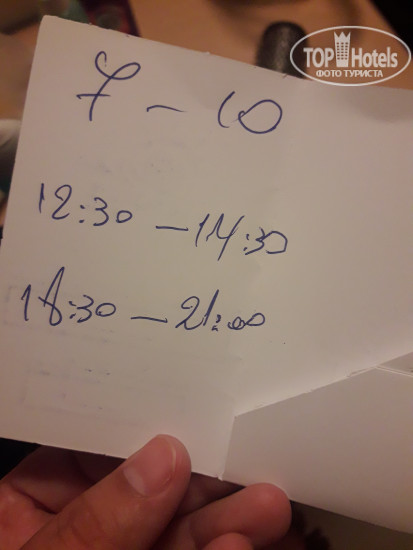 TOP Hotels
ФОТО ТУРИСТА
7 - 10
12:30 - 14:30
18:30 - 21:00